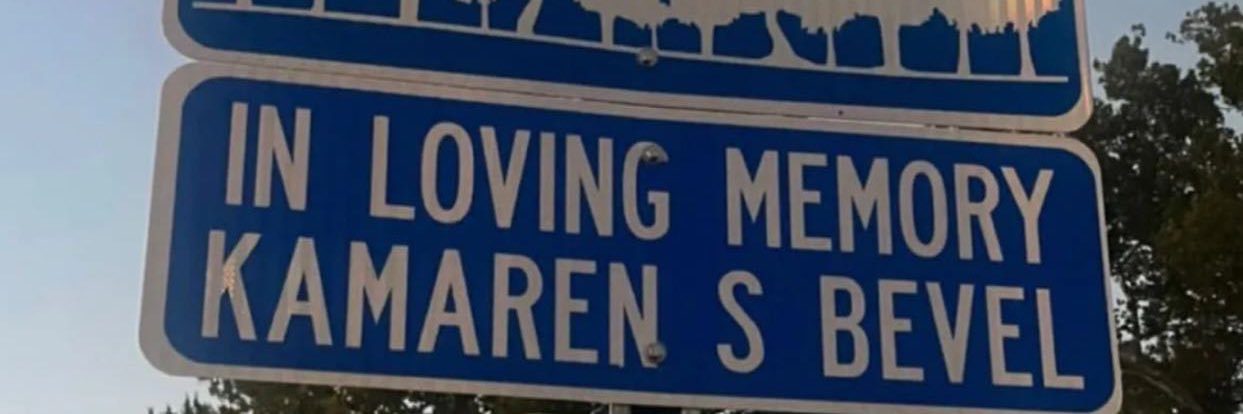 IN LOVING MEMORY
KAMAREN S BEVEL